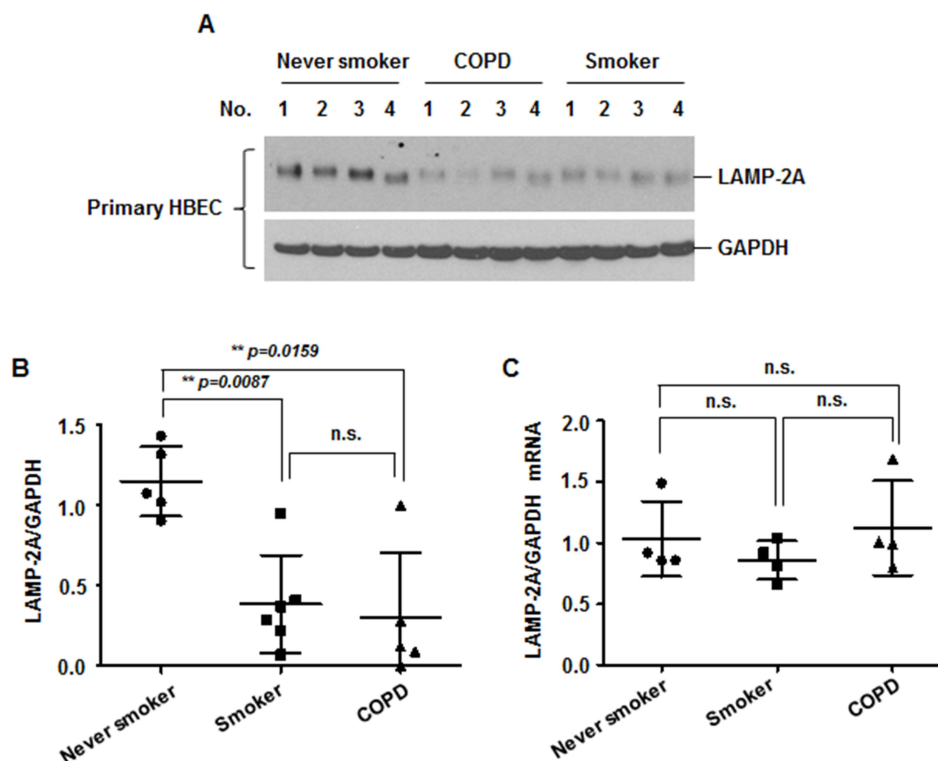 A
Never smoker COPD Smoker
No. 1 2 3 4 1 2 3 4 1 2 3 4
LAMP-2A
Primary HBEC
GAPDH
B
** p=0.0159
** p=0.0087
n.s.
LAMP-2A/GAPDH
1.5
1.0
0.5
0.0
Never smoker
Smoker
COPD
C
n.s.
n.s.
n.s.
LAMP-2A/GAPDH mRNA
2.0
1.5
1.0
0.5
0.0
Never smoker
Smoker
COPD